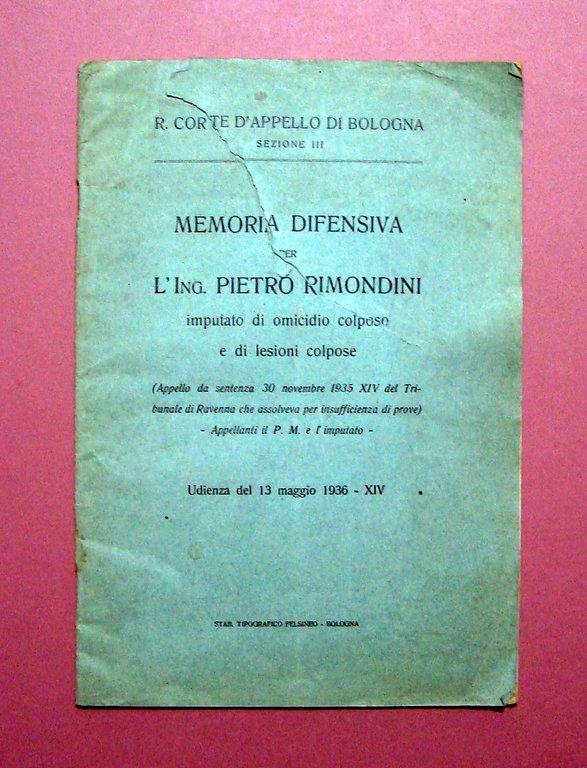 R. CORTE D'APPELLO DI BOLOGNA
SEZIONE III
MEMORIA DIFENSIVA
PER
L'ING. PIETRO RIMONDINI
imputato di omicidio colposo
e di lesioni colpose
(Appello da sentenza 30 novembre 1935 XIV del Tri-
bunale di Ravenna che assolveva per insufficienza di prove)
- Appellanti il P. M. e l'imputato -
Udienza del 13 maggio 1936 - XIV
STAB. TIPOGRAFICO FELSINEO - BOLOGNA